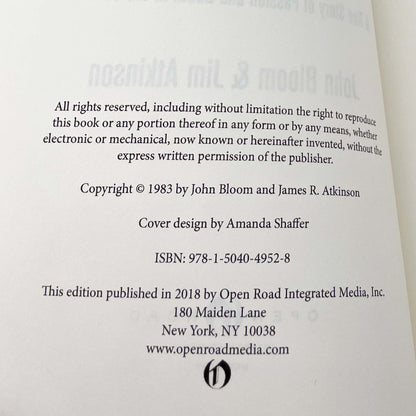 All rights reserved, including without limitation the right to reproduce
this book or any portion thereof in any form or by any means, whether
electronic or mechanical, now known or hereinafter invented, without the
express written permission of the publisher.
Copyright © 1983 by John Bloom and James R. Atkinson
Cover design by Amanda Shaffer
ISBN: 978-1-5040-4952-8
This edition published in 2018 by Open Road Integrated Media, Inc.
180 Maiden Lane
New York, NY 10038
www.openroadmedia.com